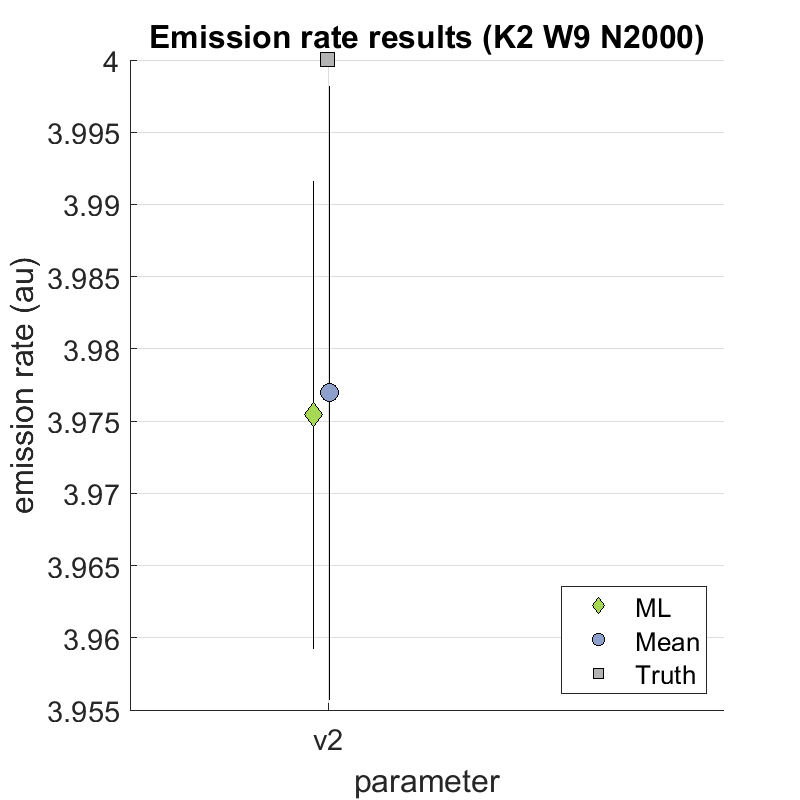 Emission rate results (K2 W9 N2000)
emission rate (au)
4
3.995
3.99
3.985
3.98
3.975
3.97
3.965
3.96
3.955
ML
Mean
Truth
v2
parameter